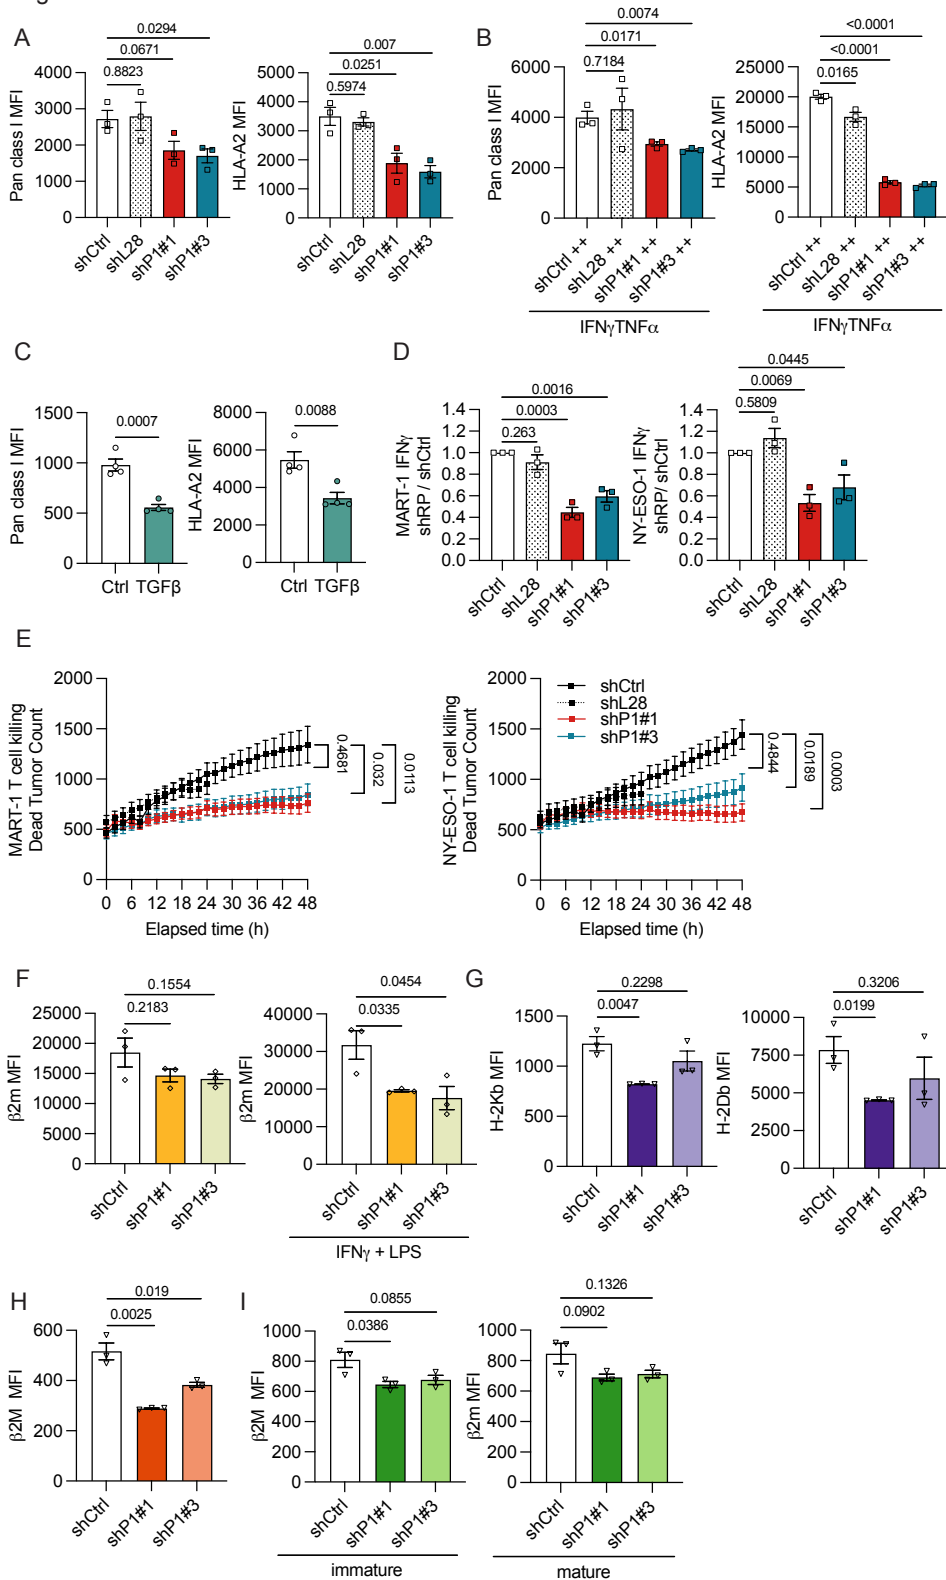 A
0.0294
0.0671
0.8823
Pan class I MFI
4000
3000
2000
1000
0
shCtrl
shL28
shP1#1
shP1#3
0.007
0.0251
0.5974
HLA-A2 MFI
5000
4000
3000
2000
1000
0
shCtrl
shL28
shP1#1
shP1#3
B
0.0074
0.0171
0.7184
Pan class I MFI
6000
4000
2000
0
shCtrl ++
shL28 ++
shP1#1 ++
shP1#3 ++
IFNγTNFα
<0.0001
<0.0001
0.0165
HLA-A2 MFI
25000
20000
15000
10000
5000
0
shCtrl ++
shL28 ++
shP1#1 ++
shP1#3 ++
IFNγTNFα
C
0.0007
Pan class I MFI
1500
1000
500
0
Ctrl TGFβ
0.0088
HLA-A2 MFI
8000
6000
4000
2000
0
Ctrl TGFβ
D
0.0016
0.0003
0.263
MART-1 IFNγ
shRP / shCtrl
1.4
1.2
1.0
0.8
0.6
0.4
0.2
0.0
shCtrl
shL28
shP1#1
shP1#3
0.0445
0.0069
0.5809
NY-ESO-1 IFNγ
shRP/ shCtrl
1.4
1.2
1.0
0.8
0.6
0.4
0.2
0.0
shCtrl
shL28
shP1#1
shP1#3
E
MART-1 T cell killing
Dead Tumor Count
2000
1500
1000
500
0
0 6 12 18 24 30 36 42 48
Elapsed time (h)
0.4681
0.032
0.0113
NY-ESO-1 T cell killing
Dead Tumor Count
2000
1500
1000
500
0
0 6 12 18 24 30 36 42 48
Elapsed time (h)
shCtrl
shL28
shP1#1
shP1#3
0.4844
0.0189
0.0003
F
0.1554
0.2183
β2m MFI
25000
20000
15000
10000
5000
0
shCtrl
shP1#1
shP1#3
0.0454
0.0335
β2m MFI
40000
30000
20000
10000
0
shCtrl
shP1#1
shP1#3
IFNγ + LPS
G
0.2298
0.0047
H-2Kb MFI
1500
1000
500
0
shCtrl
shP1#1
shP1#3
0.3206
0.0199
H-2Db MFI
10000
7500
5000
2500
0
shCtrl
shP1#1
shP1#3
H
0.019
0.0025
β2M MFI
600
400
200
0
shCtrl
shP1#1
shP1#3
I
0.0855
0.0386
β2M MFI
1000
800
600
400
200
0
shCtrl
shP1#1
shP1#3
immature
0.1326
0.0902
β2m MFI
1000
800
600
400
200
0
shCtrl
shP1#1
shP1#3
mature